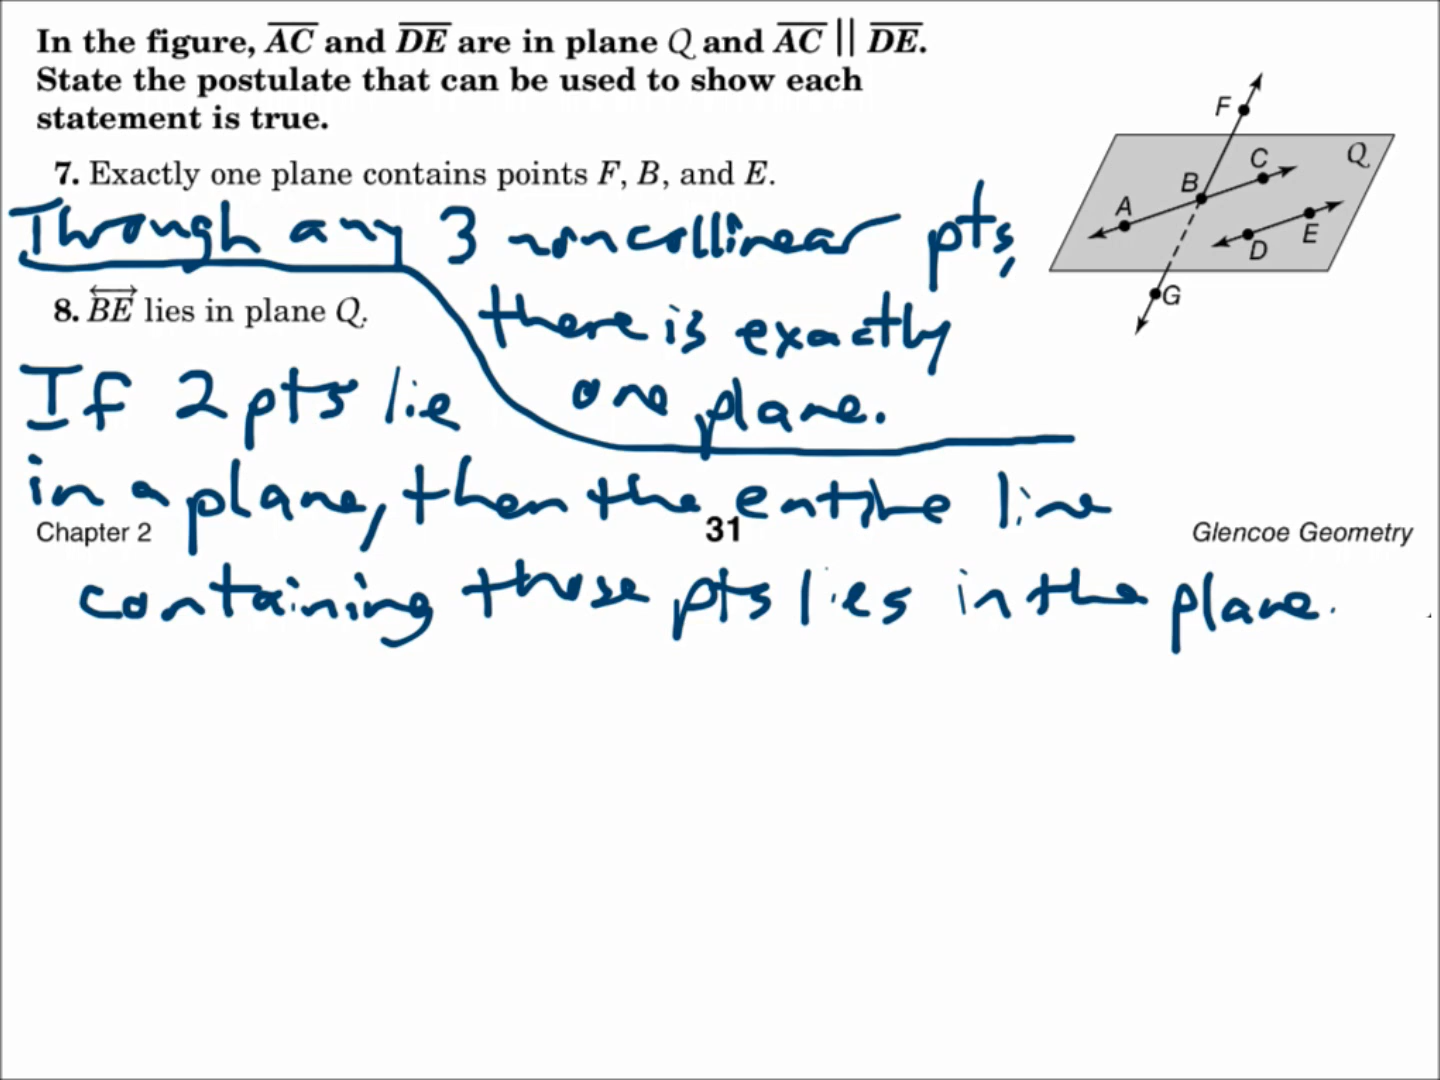 In the figure, AC and DE are in plane Q and AC || DE.
State the postulate that can be used to show each
statement is true.
7. Exactly one plane contains points F, B, and E.
Through any 3 noncollinear pts,
there is exactly
one plane.
8. BE lies in plane Q.
If 2 pts lie
in a plane, then the entire line
containing those pts lies in the plane.
F
Q
C
B
A
E
D
G
Chapter 2
31
Glencoe Geometry